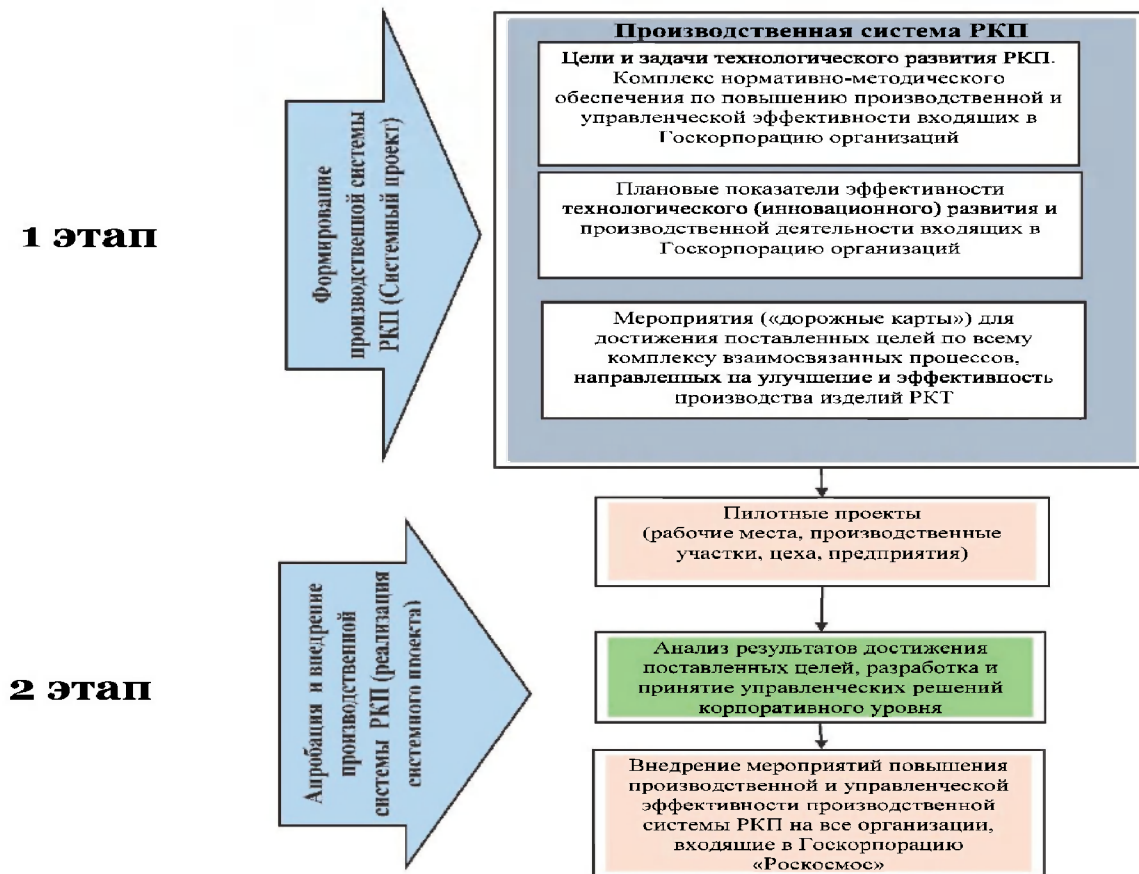 1 этап
Формирование
производственной системы
РКП (Системный проект)
Производственная система РКП
Цели и задачи технологического развития РКП.
Комплекс нормативно-методического
обеспечения по повышению производственной и
управленческой эффективности входящих в
Госкорпорацию организаций
Плановые показатели эффективности
технологического (инновационного) развития и
производственной деятельности входящих в
Госкорпорацию организаций
Мероприятия («дорожные карты») для
достижения поставленных целей по всему
комплексу взаимосвязанных процессов,
направленных на улучшение и эффективность
производства изделий РКТ
2 этап
Апробация и внедрение
производственной
системы РКП (реализация
системного проекта)
Пилотные проекты
(рабочие места, производственные
участки, цеха, предприятия)
Анализ результатов достижения
поставленных целей, разработка и
принятие управленческих решений
корпоративного уровня
Внедрение мероприятий повышения
производственной и управленческой
эффективности производственной
системы РКП на все организации,
входящие в Госкорпорацию
«Роскосмос»